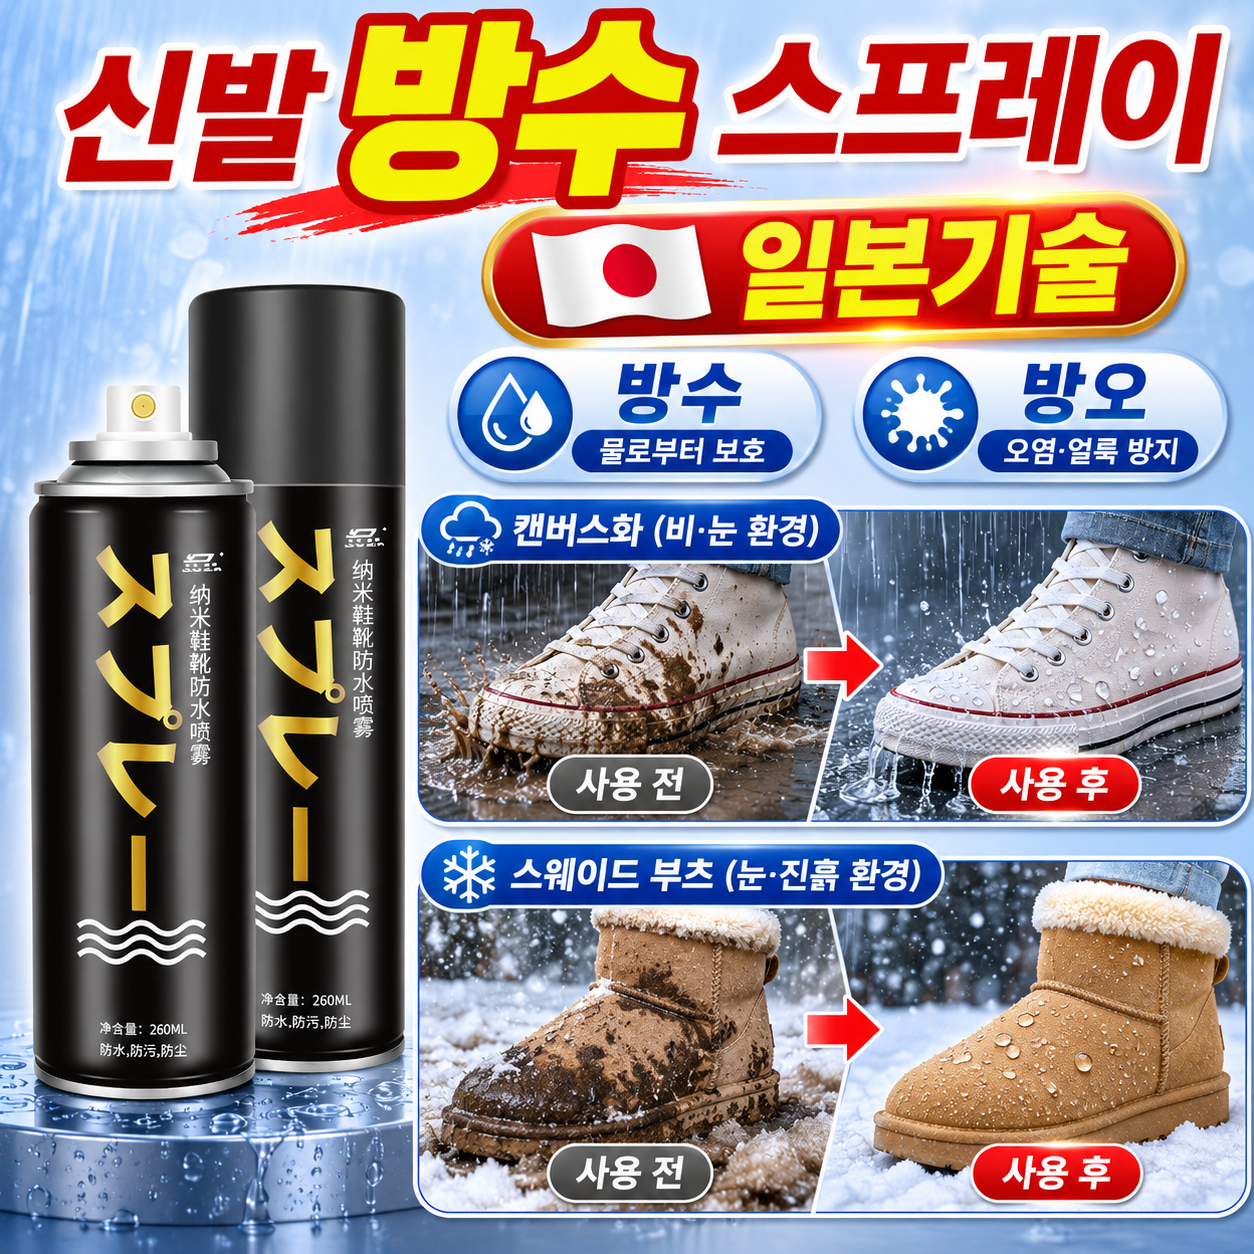 신발 방수 스프레이
일본기술
방수
물로부터 보호
방오
오염·얼룩 방지
캔버스화 (비·눈 환경)
사용 전
사용 후
스웨이드 부츠 (눈·진흙 환경)
사용 전
사용 후
スプレー
纳米鞋靴防水喷雾
净含量：260ML
防水,防污,防尘
スプレー
纳米鞋靴防水喷雾
净含量：260ML
防水,防污,防尘